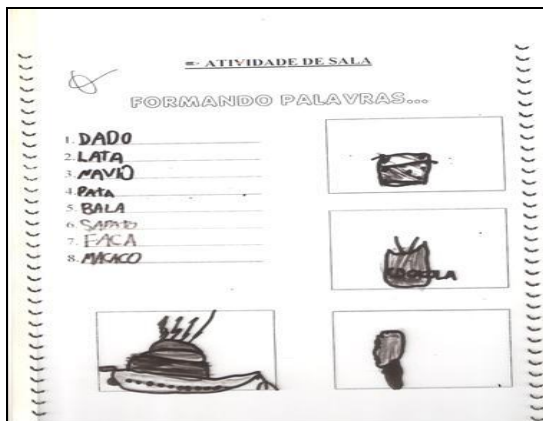 ATIVIDADE DE SALA
FORMANDO PALAVRAS...
1. DADO
2. LATA
3. NAVIO
4. PATA
5. BALA
6. SAPATO
7. FACA
8. MACACO